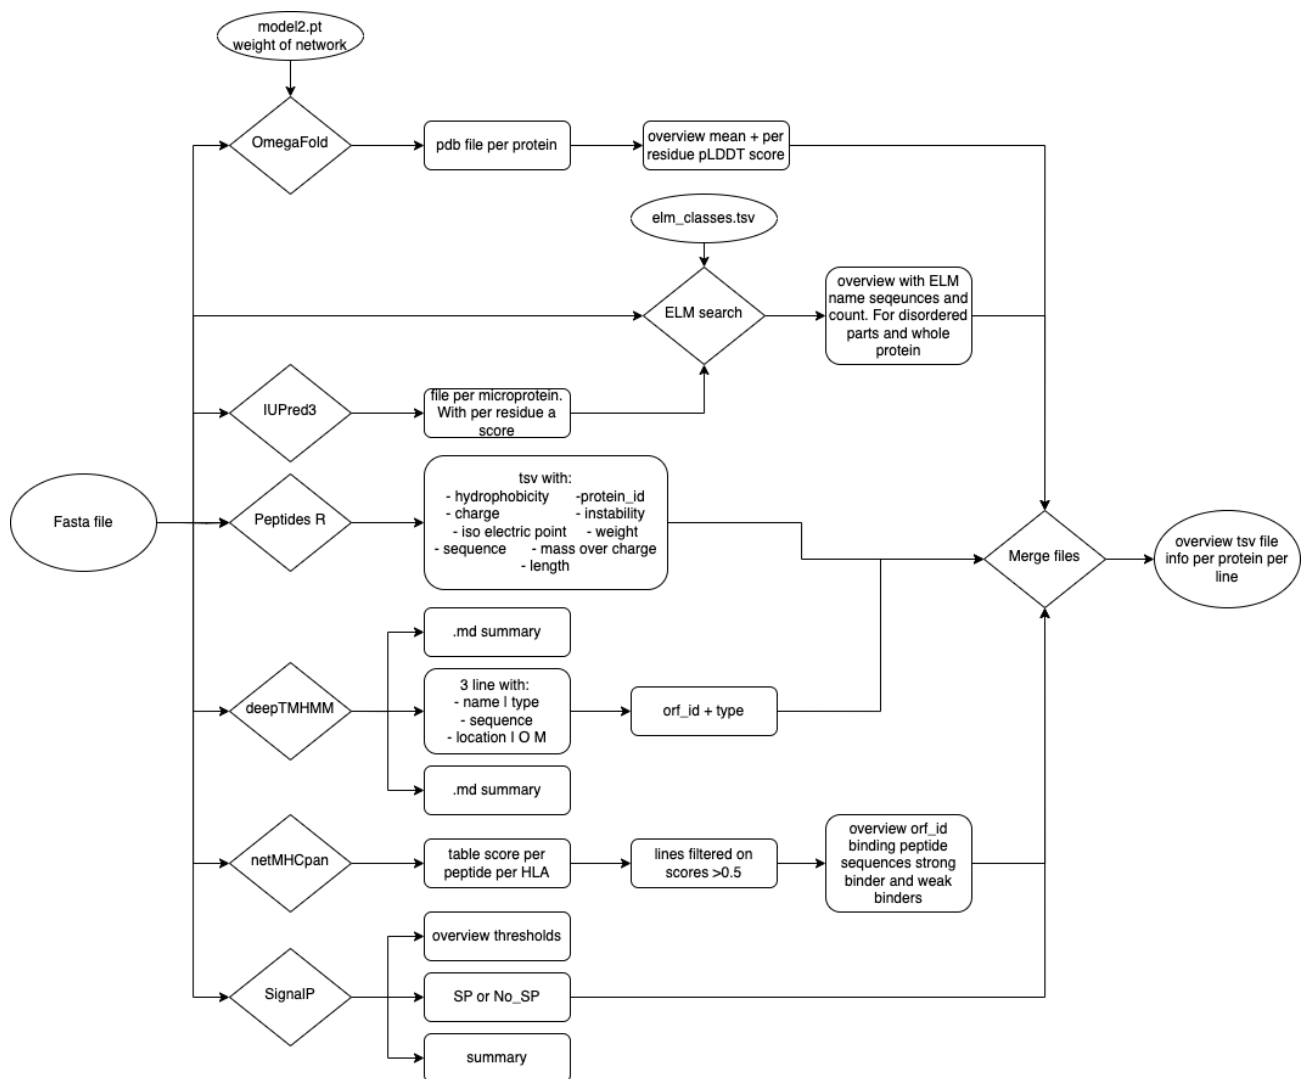 model2.pt
weight of network
OmegaFold
pdb file per protein
overview mean + per
residue pLDDT score
elm_classes.tsv
ELM search
overview with ELM
name seqeunces and
count. For disordered
parts and whole
protein
IUPred3
file per microprotein.
With per residue a
score
Fasta file
Peptides R
tsv with:
- hydrophobicity -protein_id
- charge - instability
- iso electric point - weight
- sequence - mass over charge
- length
Merge files
overview tsv file
info per protein per
line
.md summary
deepTMHMM
3 line with:
- name | type
- sequence
- location I O M
orf_id + type
.md summary
netMHCpan
table score per
peptide per HLA
lines filtered on
scores >0.5
overview orf_id
binding peptide
sequences strong
binder and weak
binders
overview thresholds
SignalP
SP or No_SP
summary